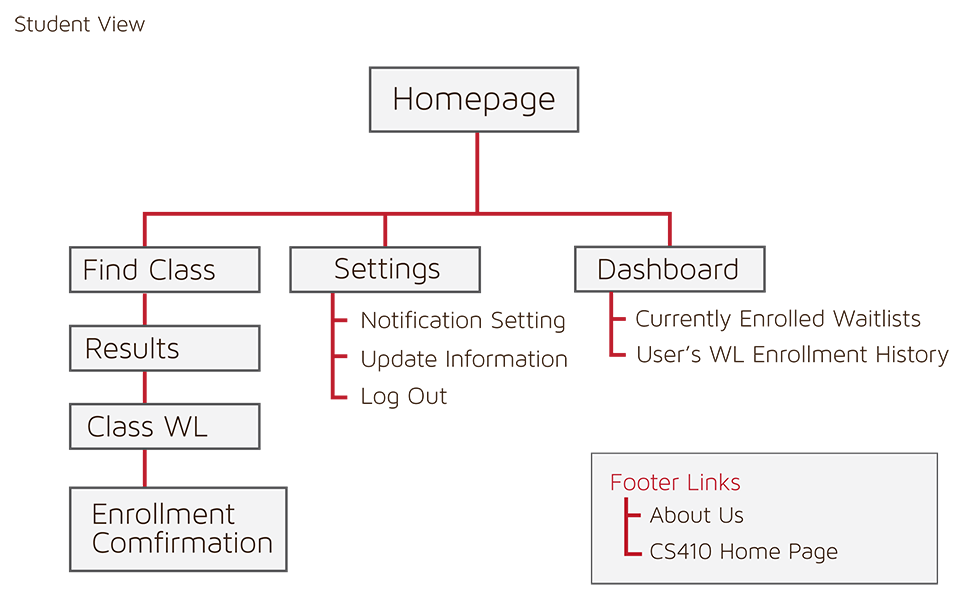 Student View
Homepage
Find Class
Settings
Dashboard
Results
Class WL
Enrollment
Comfirmation
Notification Setting
Update Information
Log Out
Currently Enrolled Waitlists
User's WL Enrollment History
Footer Links
About Us
CS410 Home Page